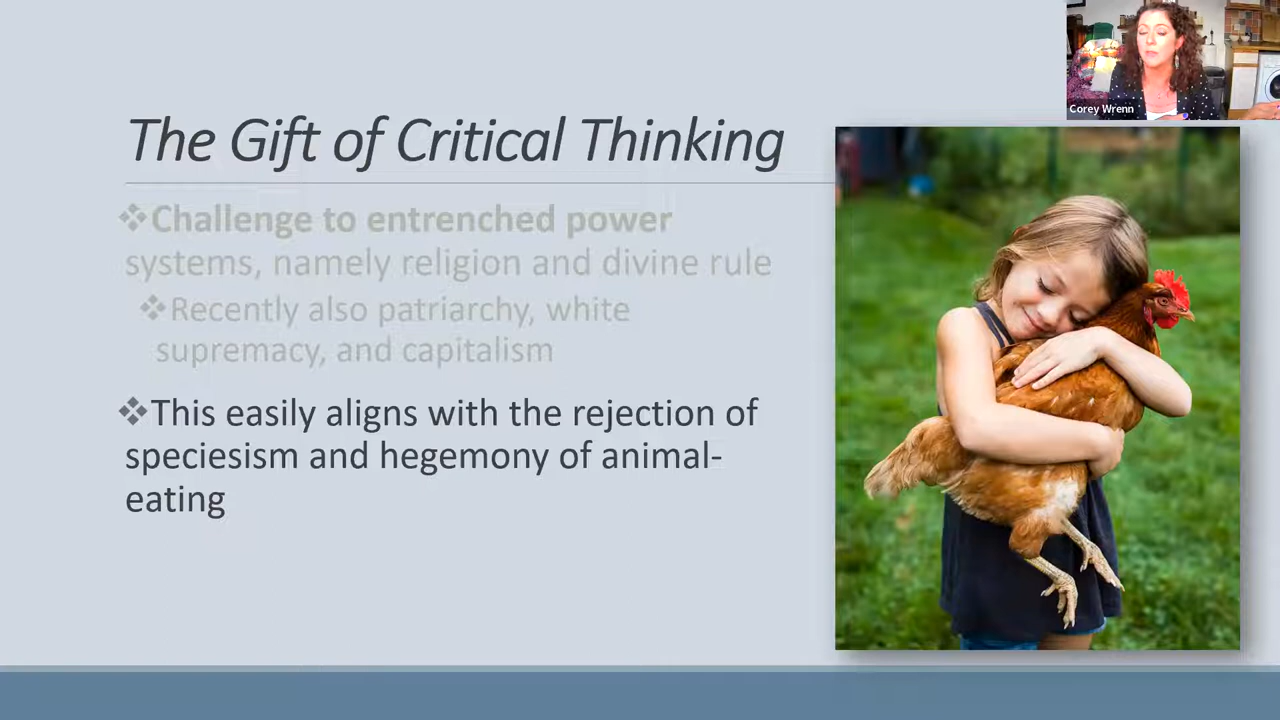 Corey Wrenn
The Gift of Critical Thinking
❖Challenge to entrenched power
systems, namely religion and divine rule
❖Recently also patriarchy, white
supremacy, and capitalism
❖This easily aligns with the rejection of
speciesism and hegemony of animal-
eating